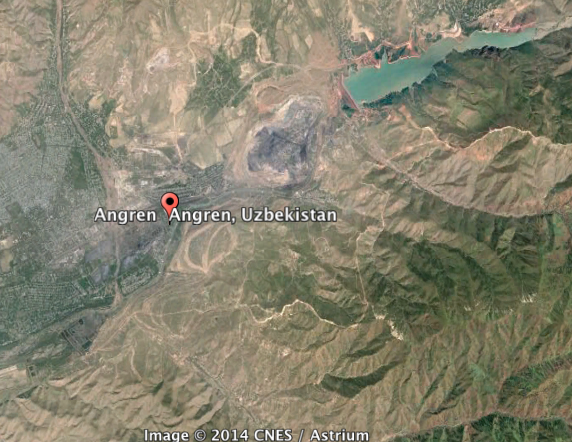 Angren Angren, Uzbekistan
Image © 2014 CNES / Astrium